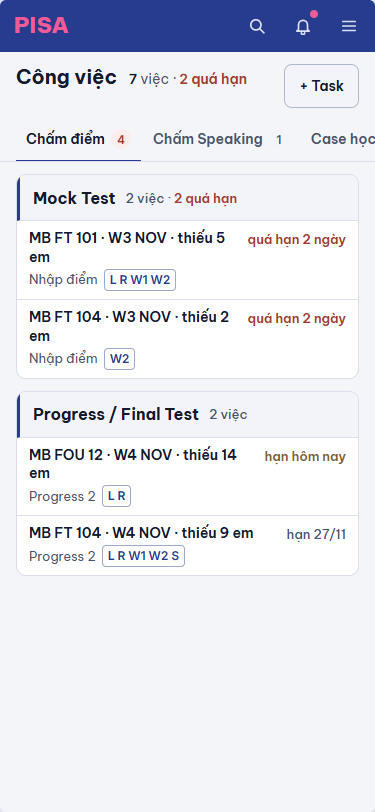 PISA
Công việc 7 việc · 2 quá hạn
+ Task
Chấm điểm 4 Chấm Speaking 1 Case học
Mock Test 2 việc · 2 quá hạn
MB FT 101 · W3 NOV · thiếu 5 em
quá hạn 2 ngày
Nhập điểm L R W1 W2
MB FT 104 · W3 NOV · thiếu 2 em
quá hạn 2 ngày
Nhập điểm W2
Progress / Final Test 2 việc
MB FOU 12 · W4 NOV · thiếu 14 em
hạn hôm nay
Progress 2 L R
MB FT 104 · W4 NOV · thiếu 9 em
hạn 27/11
Progress 2 L R W1 W2 S